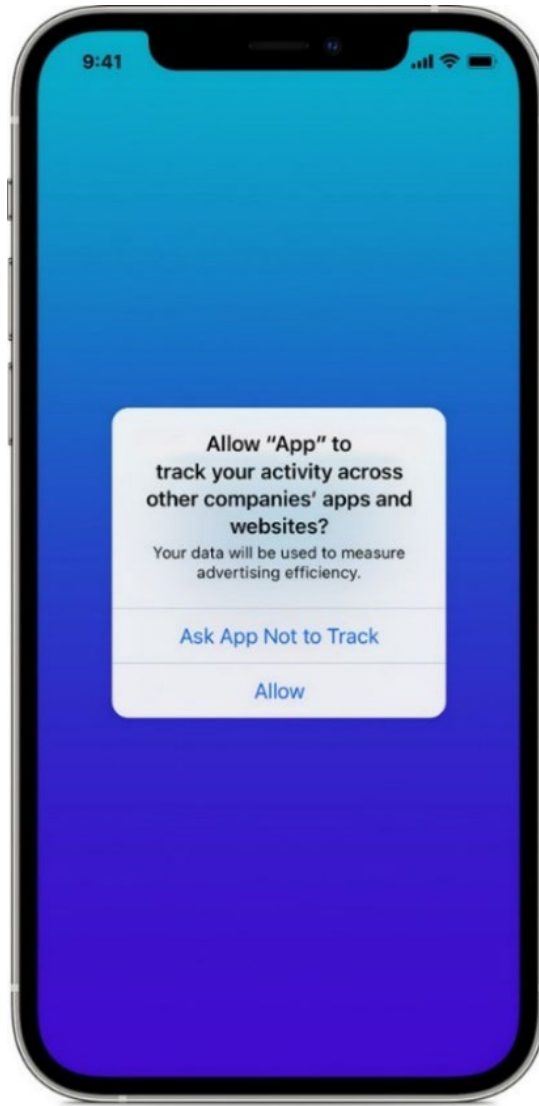 9:41
Allow “App” to
track your activity across
other companies’ apps and
websites?
Your data will be used to measure
advertising efficiency.
Ask App Not to Track
Allow